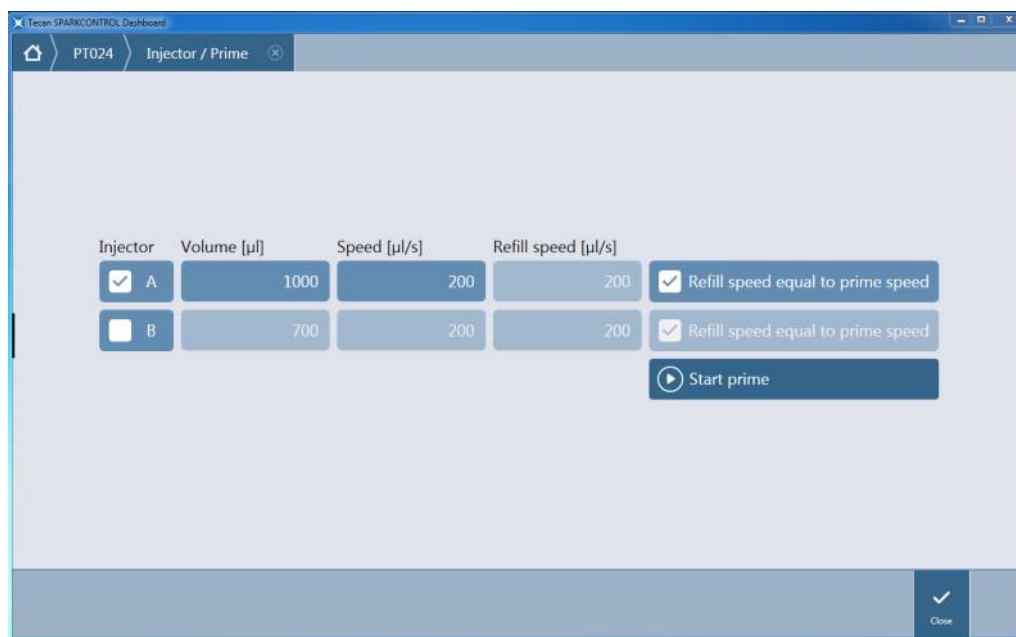 Tecan SPARKCONTROL Dashboard
PT024 Injector / Prime
Injector Volume [µl] Speed [µl/s] Refill speed [µl/s]
A 1000 200 200 Refill speed equal to prime speed
B 700 200 200 Refill speed equal to prime speed
Start prime
Close